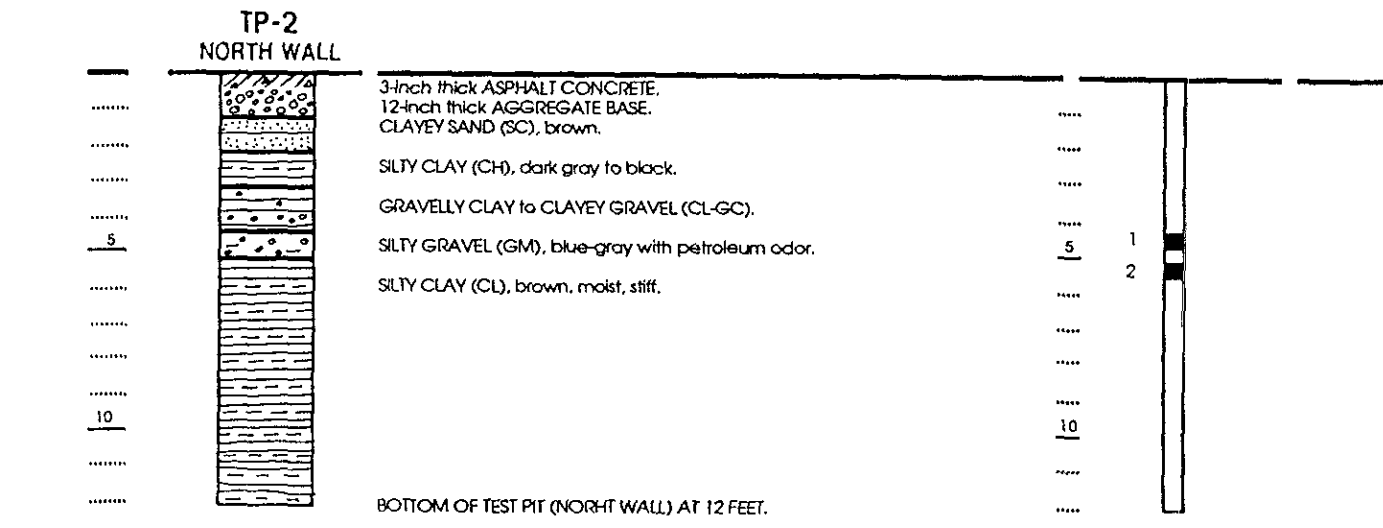 TP-2
NORTH WALL
3-inch thick ASPHALT CONCRETE.
12-inch thick AGGREGATE BASE.
CLAYEY SAND (SC), brown.
SILTY CLAY (CH), dark gray to black.
GRAVELLY CLAY to CLAYEY GRAVEL (CL-GC).
5
SILTY GRAVEL (GM), blue-gray with petroleum odor.
5
1
2
SILTY CLAY (CL), brown, moist, stiff.
10
10
BOTTOM OF TEST PIT (NORHT WALL) AT 12 FEET.